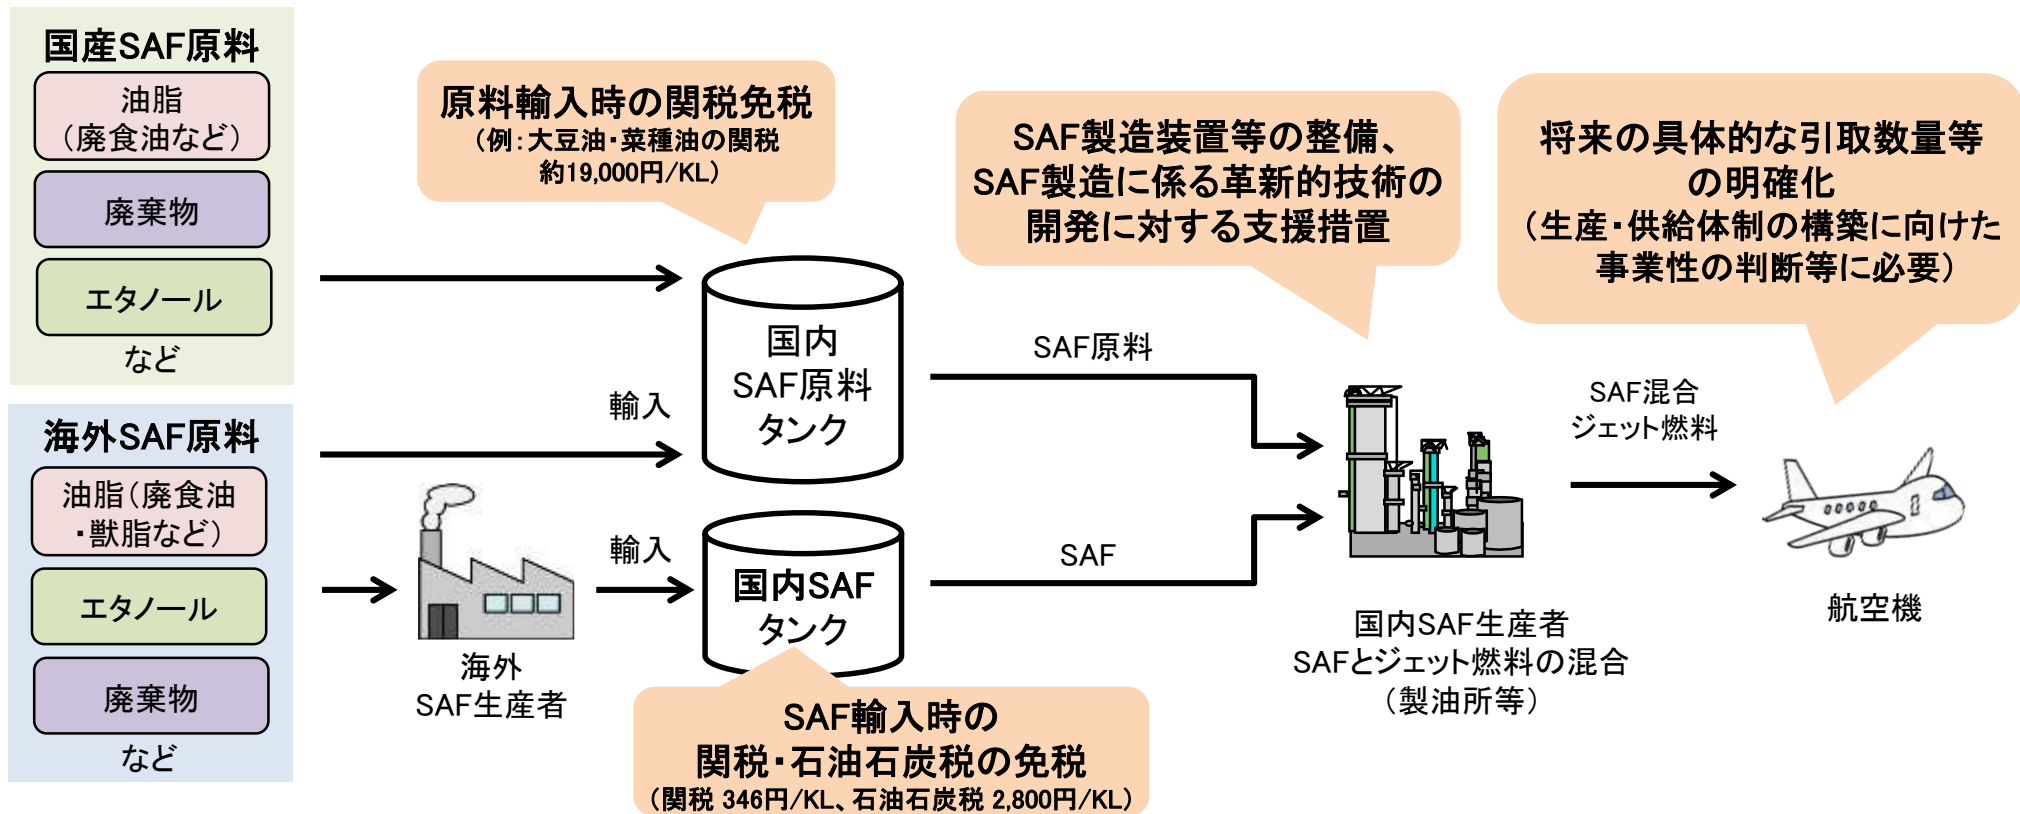 国産SAF原料
油脂
（廃食油など）
廃棄物
エタノール
など
海外SAF原料
油脂（廃食油
・獣脂など）
エタノール
廃棄物
など
原料輸入時の関税免税
（例：大豆油・菜種油の関税
約19,000円/KL）
輸入
海外
SAF生産者
輸入
国内
SAF原料
タンク
国内SAF
タンク
SAF輸入時の
関税・石油石炭税の免税
（関税 346円/KL、石油石炭税 2,800円/KL）
SAF製造装置等の整備、
SAF製造に係る革新的技術の
開発に対する支援措置
SAF原料
SAF
国内SAF生産者
SAFとジェット燃料の混合
（製油所等）
将来の具体的な引取数量等
の明確化
（生産・供給体制の構築に向けた
事業性の判断等に必要）
SAF混合
ジェット燃料
航空機